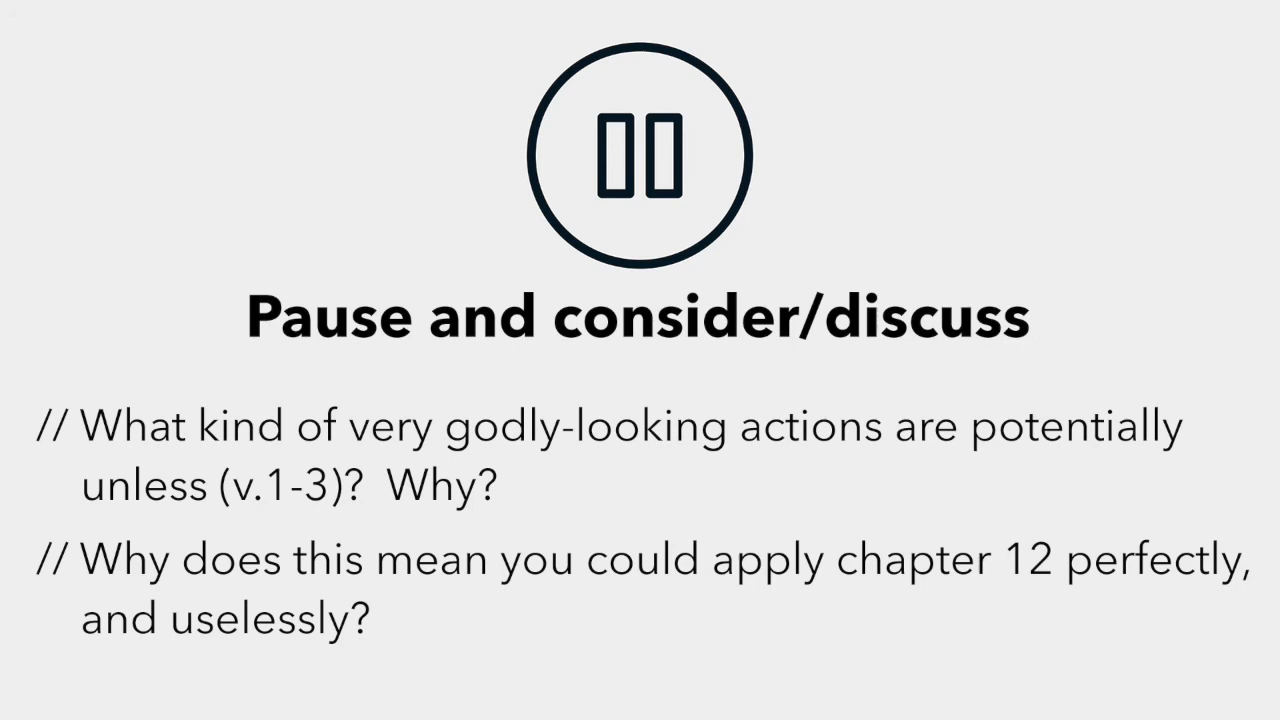 Pause and consider/discuss
// What kind of very godly-looking actions are potentially
unless (v.1-3)? Why?
// Why does this mean you could apply chapter 12 perfectly,
and uselessly?